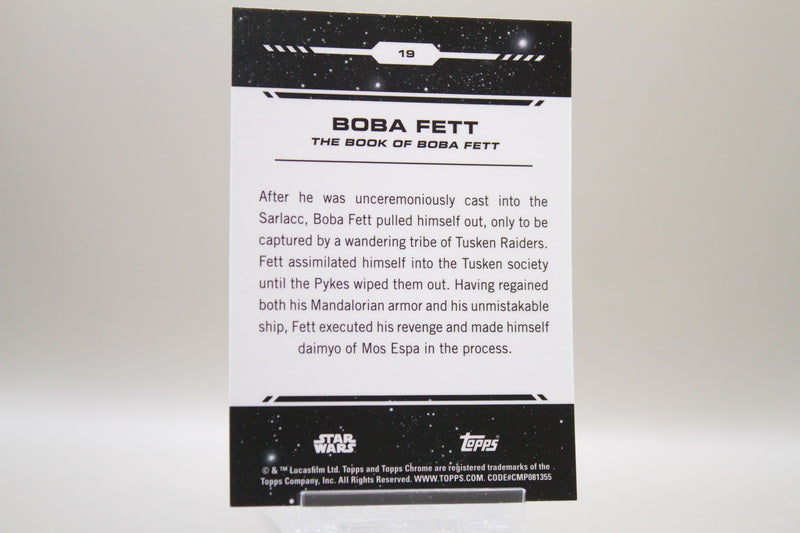 19
BOBA FETT
THE BOOK OF BOBA FETT
After he was unceremoniously cast into the
Sarlacc, Boba Fett pulled himself out, only to be
captured by a wandering tribe of Tusken Raiders.
Fett assimilated himself into the Tusken society
until the Pykes wiped them out. Having regained
both his Mandalorian armor and his unmistakable
ship, Fett executed his revenge and made himself
daimyo of Mos Espa in the process.
STAR
WARS
topps
© & ™ Lucasfilm Ltd. Topps and Topps Chrome are registered trademarks of the
Topps Company, Inc. All Rights Reserved. WWW.TOPPS.COM. CODE#CMP081355